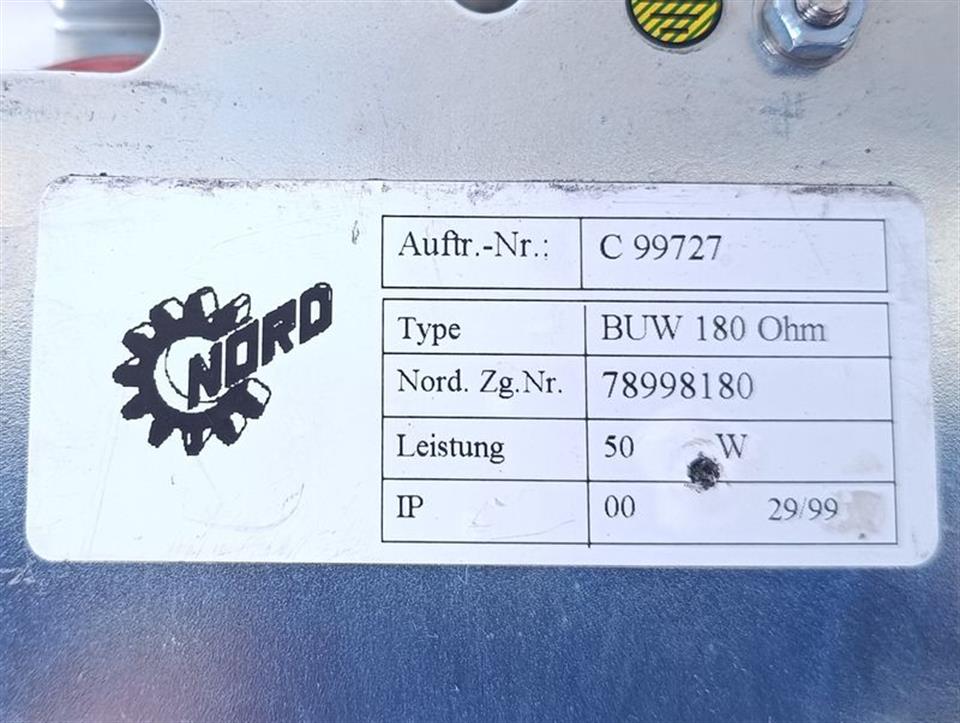 NORD
Auftr.-Nr.: C 99727
Type BUW 180 Ohm
Nord. Zg.Nr. 78998180
Leistung 50 W
IP 00 29/99